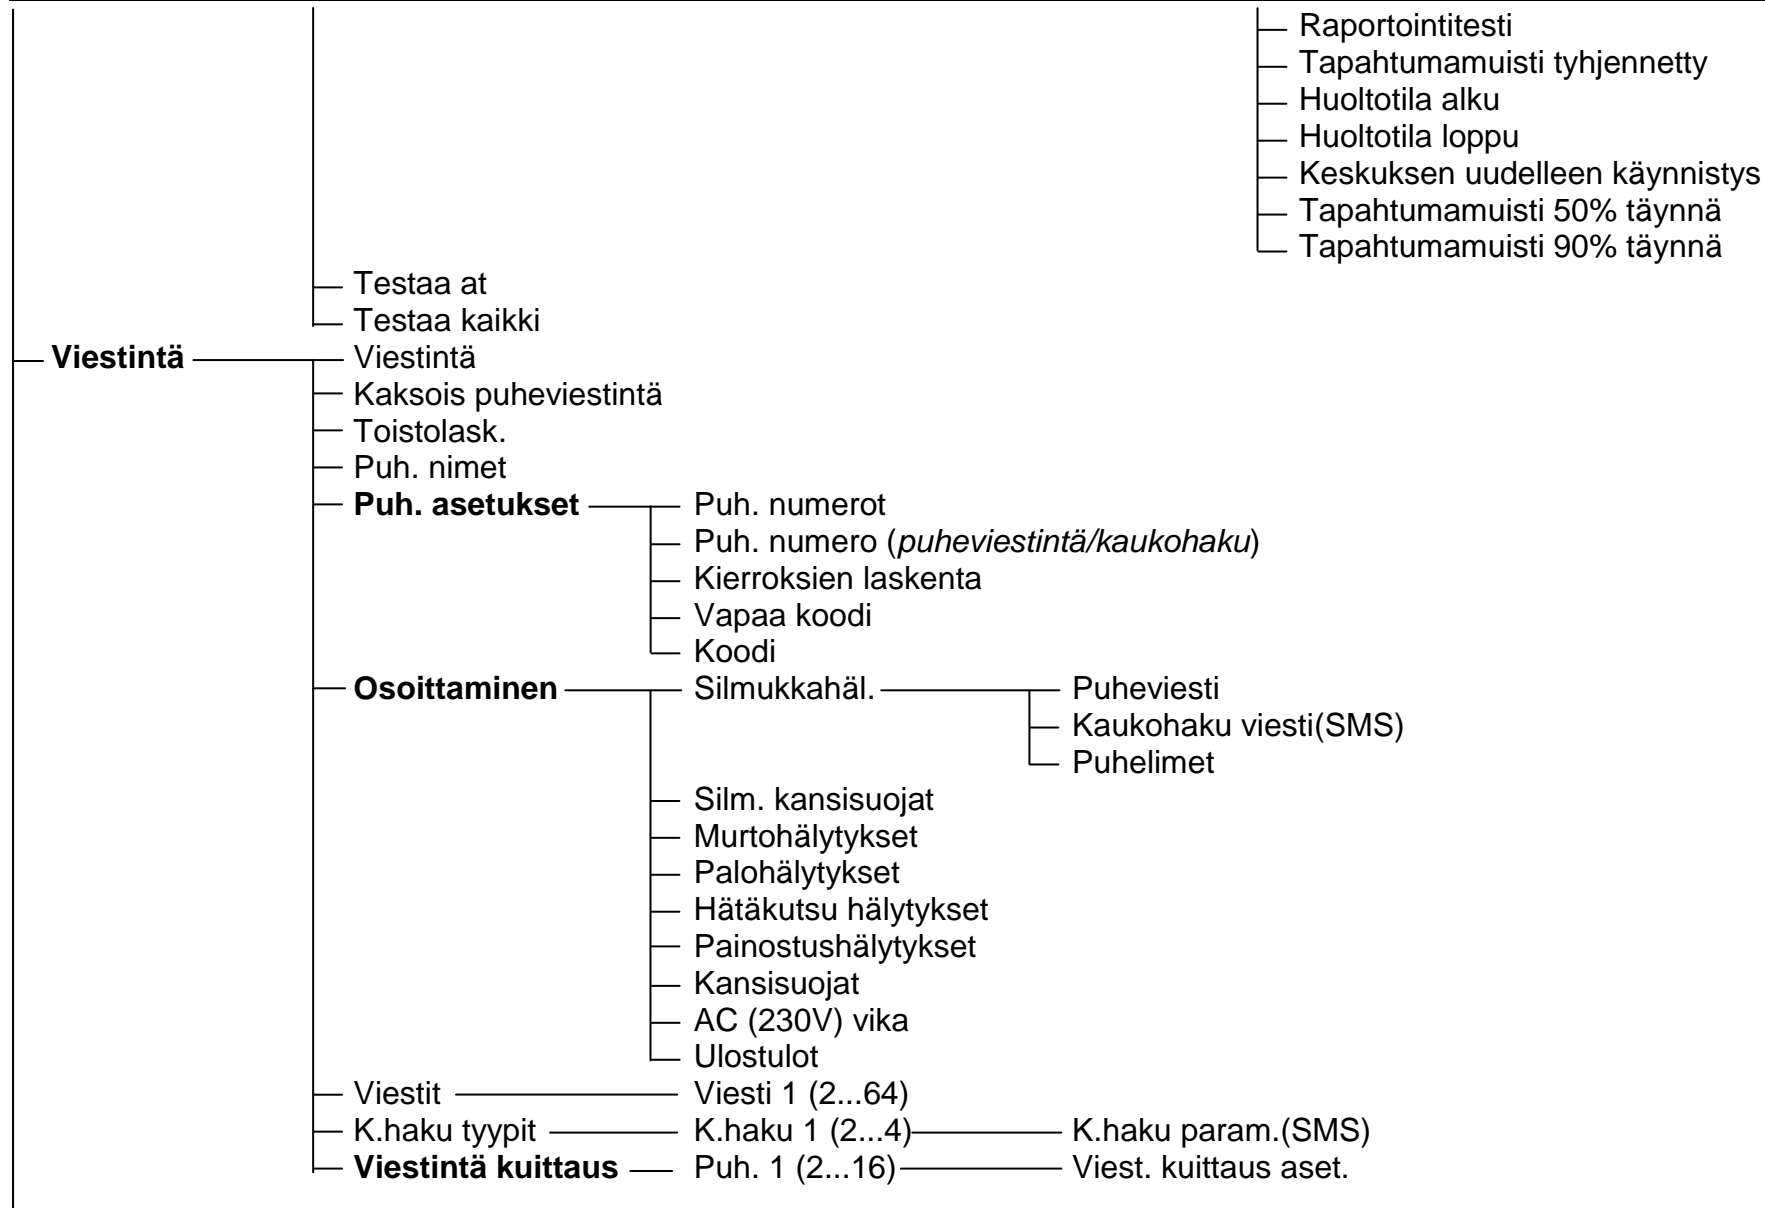 Raportointitesti
Tapahtumamuisti tyhjennetty
Huoltotila alku
Huoltotila loppu
Keskuksen uudelleen käynnistys
Tapahtumamuisti 50% täynnä
Tapahtumamuisti 90% täynnä
Testaa at
Testaa kaikki
Viestintä Viestintä
Kaksois puheviestintä
Toistolask.
Puh. nimet
Puh. asetukset Puh. numerot
Puh. numero (puheviestintä/kaukohaku)
Kierroksien laskenta
Vapaa koodi
Koodi
Osoittaminen Silmukkahäl. Puheviesti
Kaukohaku viesti(SMS)
Puhelimet
Silm. kansisuojat
Murtohälytykset
Palohälytykset
Hätäkutsu hälytykset
Painostushälytykset
Kansisuojat
AC (230V) vika
Ulostulot
Viestit Viesti 1 (2...64)
K.haku tyypit K.haku 1 (2...4) K.haku param.(SMS)
Viestintä kuittaus Puh. 1 (2...16) Viest. kuittaus aset.